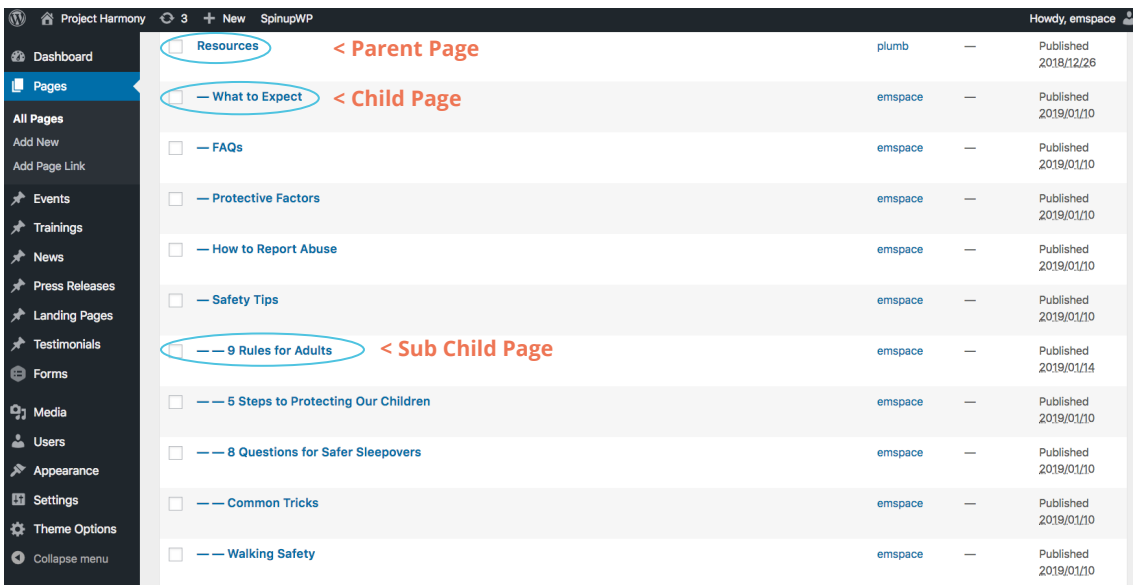 Project Harmony 3 + New SpinupWP Howdy, emspace
Dashboard
Pages
All Pages
Add New
Add Page Link
Events
Trainings
News
Press Releases
Landing Pages
Testimonials
Forms
Media
Users
Appearance
Settings
Theme Options
Collapse menu
Resources < Parent Page plumb — Published
2018/12/26
— What to Expect < Child Page emspace — Published
2019/01/10
— FAQs emspace — Published
2019/01/10
— Protective Factors emspace — Published
2019/01/10
— How to Report Abuse emspace — Published
2019/01/10
— Safety Tips emspace — Published
2019/01/10
— — 9 Rules for Adults < Sub Child Page emspace — Published
2019/01/14
— — 5 Steps to Protecting Our Children emspace — Published
2019/01/10
— — 8 Questions for Safer Sleepovers emspace — Published
2019/01/10
— — Common Tricks emspace — Published
2019/01/10
— — Walking Safety emspace — Published
2019/01/10